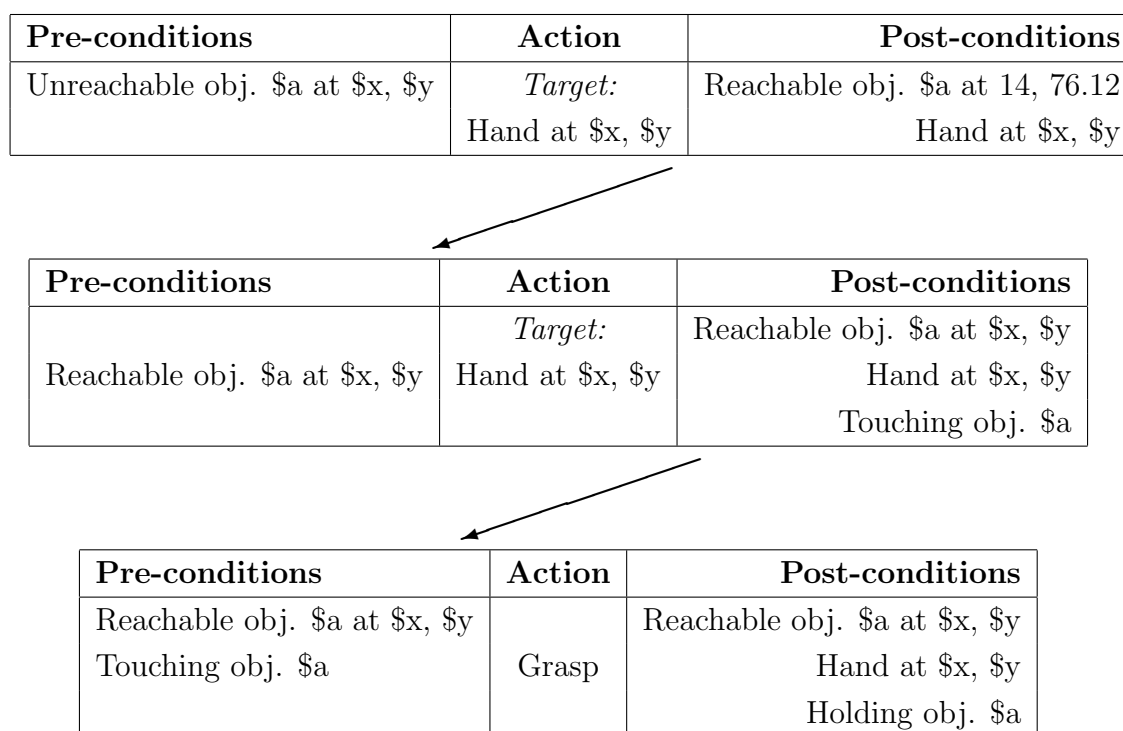 Pre-conditions Action Post-conditions
Unreachable obj. $a at $x, $y Target: Reachable obj. $a at 14, 76.12
Hand at $x, $y Hand at $x, $y
Pre-conditions Action Post-conditions
Target: Reachable obj. $a at $x, $y
Reachable obj. $a at $x, $y Hand at $x, $y Hand at $x, $y
Touching obj. $a
Pre-conditions Action Post-conditions
Reachable obj. $a at $x, $y Reachable obj. $a at $x, $y
Touching obj. $a Grasp Hand at $x, $y
Holding obj. $a